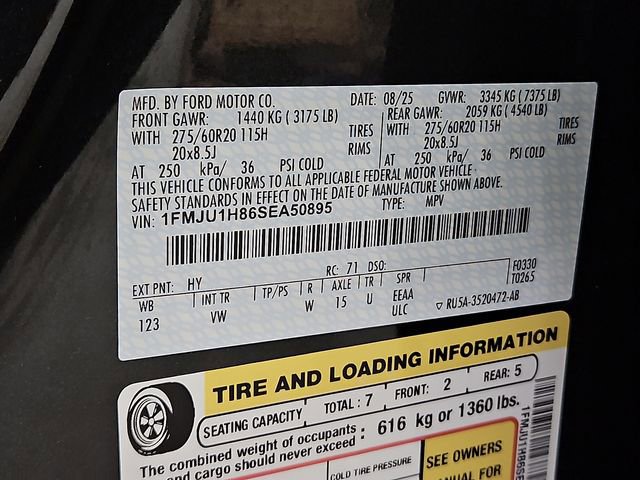 MFD. BY FORD MOTOR CO. DATE: 08/25 GVWR: 3345 KG ( 7375 LB)
FRONT GAWR: 1440 KG ( 3175 LB) REAR GAWR: 2059 KG ( 4540 LB)
WITH 275/60R20 115H TIRES WITH 275/60R20 115H TIRES
20x8.5J RIMS 20x8.5J RIMS
AT 250 kPa/ 36 PSI COLD AT 250 kPa/ 36 PSI COLD
THIS VEHICLE CONFORMS TO ALL APPLICABLE FEDERAL MOTOR VEHICLE
SAFETY STANDARDS IN EFFECT ON THE DATE OF MANUFACTURE SHOWN ABOVE.
VIN: 1FMJU1H86SEA50895 TYPE: MPV
EXT PNT: HY RC: 71 DSO: F0330
WB INT TR TP/PS R AXLE TR SPR T0265
123 VW W 15 U EEAA
ULC ▽ RU5A-3520472-AB
TIRE AND LOADING INFORMATION
SEATING CAPACITY TOTAL : 7 FRONT: 2 REAR: 5
The combined weight of occupants
and cargo should never exceed : 616 kg or 1360 lbs.
COLD TIRE PRESSURE SEE OWNERS
MANUAL FOR
1FMJU1H86SE